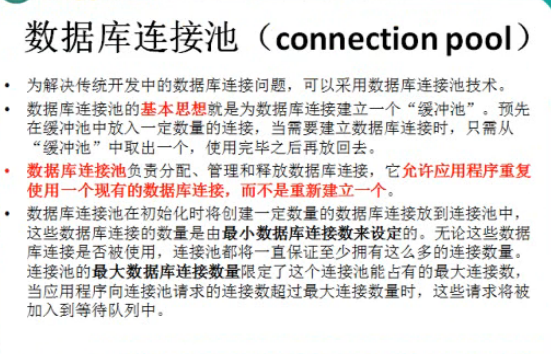 数据库连接池（connection pool）
• 为解决传统开发中的数据库连接问题，可以采用数据库连接池技术。
• 数据库连接池的基本思想就是为数据库连接建立一个“缓冲池”。预先
在缓冲池中放入一定数量的连接，当需要建立数据库连接时，只需从
“缓冲池”中取出一个，使用完毕之后再放回去。
• 数据库连接池负责分配、管理和释放数据库连接，它允许应用程序重复
使用一个现有的数据库连接，而不是重新建立一个。
• 数据库连接池在初始化时将创建一定数量的数据库连接放到连接池中，
这些数据库连接的数量是由最小数据库连接数来设定的。无论这些数据
库连接是否被使用，连接池都将一直保证至少拥有这么多的连接数量。
连接池的最大数据库连接数量限定了这个连接池能占有的最大连接数，
当应用程序向连接池请求的连接数超过最大连接数量时，这些请求将被
加入到等待队列中。